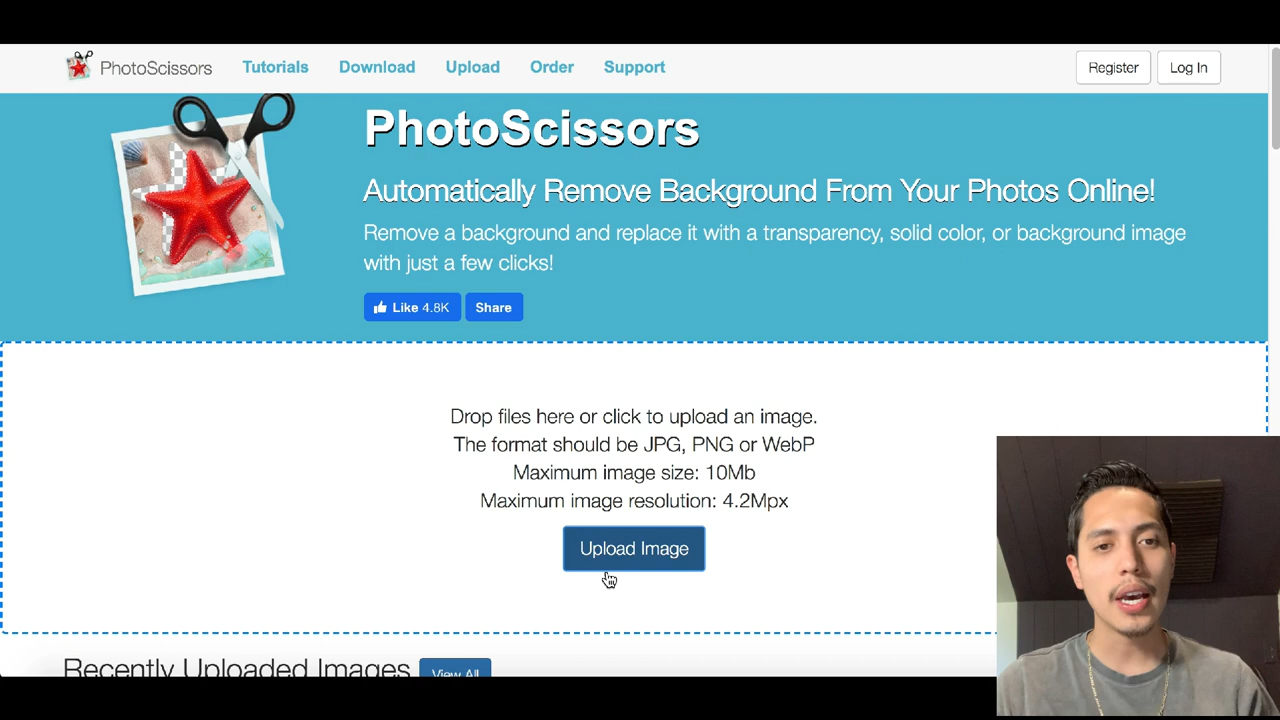 PhotoScissors Tutorials Download Upload Order Support Register Log In
PhotoScissors
Automatically Remove Background From Your Photos Online!
Remove a background and replace it with a transparency, solid color, or background image
with just a few clicks!
Like 4.8K Share
Drop files here or click to upload an image.
The format should be JPG, PNG or WebP
Maximum image size: 10Mb
Maximum image resolution: 4.2Mpx
Upload Image
Recently Uploaded Images View All